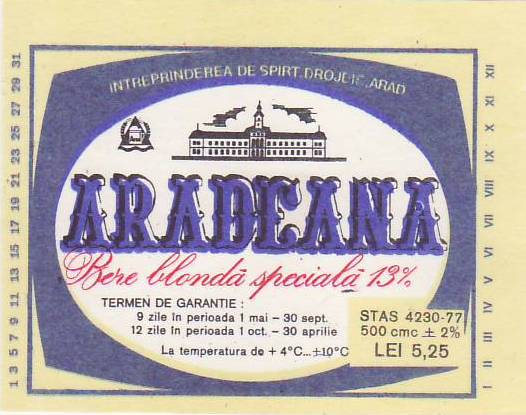 INTREPRINDEREA DE SPIRT, DROJDIE, ARAD
ARADEANA
Bere blondă specială 13%
TERMEN DE GARANTIE :
9 zile în perioada 1 mai – 30 sept.
12 zile în perioada 1 oct. – 30 aprilie
La temperatura de + 4°C...±10°C
STAS 4230-77
500 cmc ± 2%
LEI 5,25
1 3 5 7 9 11 13 15 17 19 21 23 25 27 29 31
I II III IV V VI VII VIII IX X XI XII